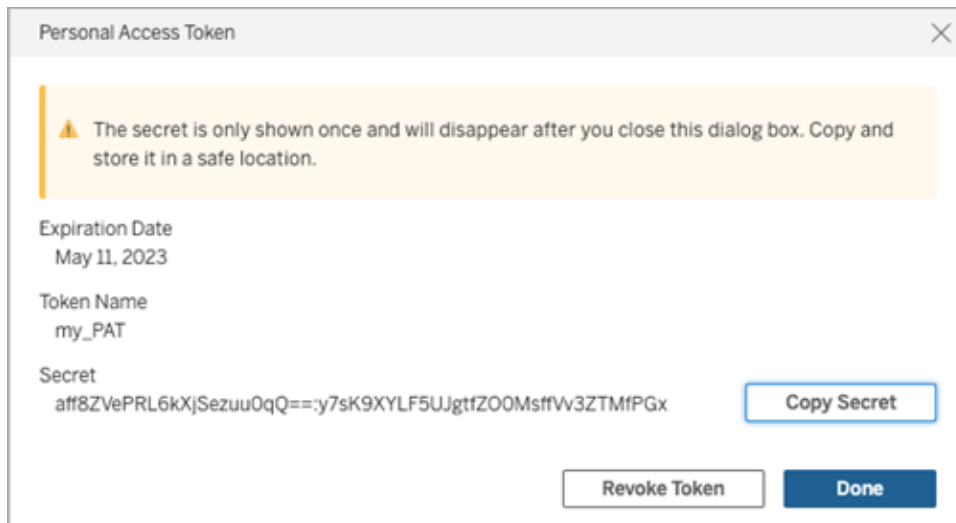 Personal Access Token
The secret is only shown once and will disappear after you close this dialog box. Copy and
store it in a safe location.
Expiration Date
May 11, 2023
Token Name
my_PAT
Secret
aff8ZVePRL6kXjSezuu0qQ==:y7sK9XYLF5UJgtfZO0MsffVv3ZTMfPGx
Copy Secret
Revoke Token
Done